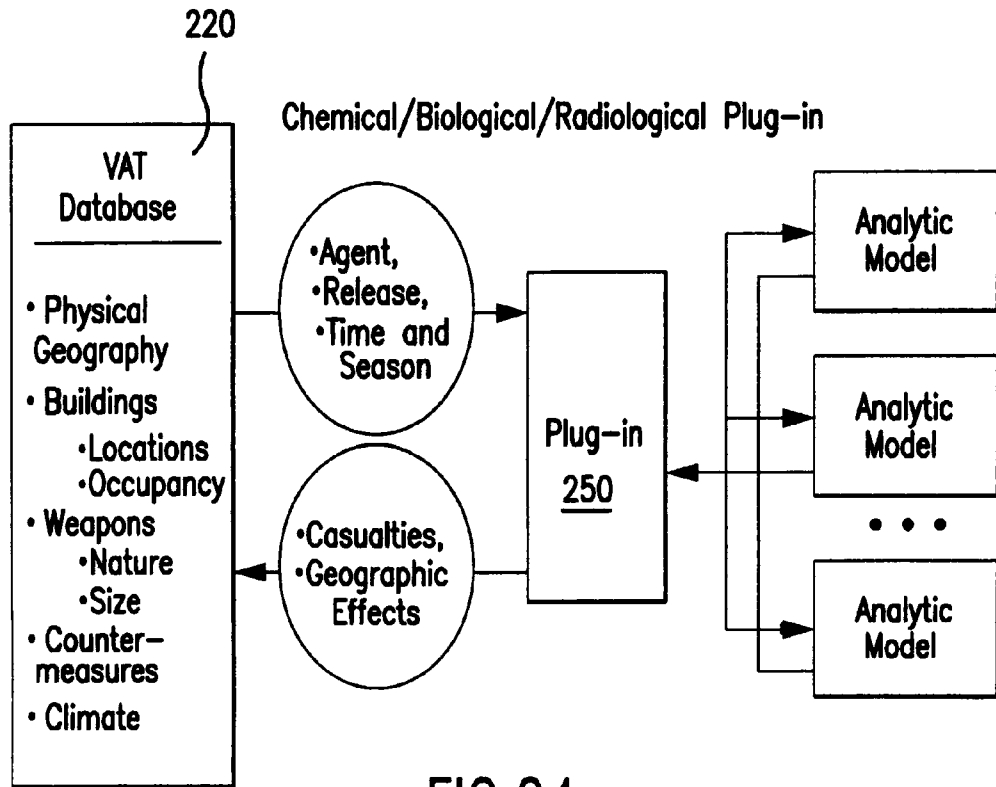 220
Chemical/Biological/Radiological Plug-in
VAT
Database
• Physical
Geography
• Buildings
•Locations
•Occupancy
• Weapons
•Nature
•Size
• Counter-
measures
• Climate
•Agent,
•Release,
•Time and
Season
•Casualties,
•Geographic
Effects
Plug-in
250
Analytic
Model
Analytic
Model
• • •
Analytic
Model